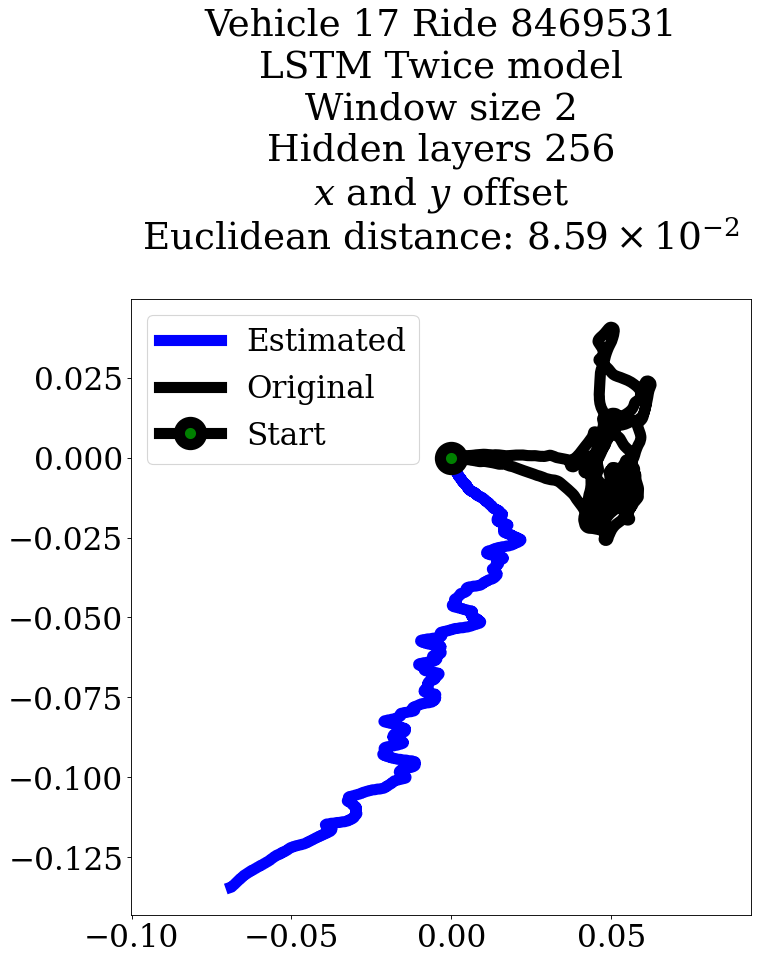 Vehicle 17 Ride 8469531
LSTM Twice model
Window size 2
Hidden layers 256
x and y offset
Euclidean distance: 8.59 × 10⁻²
Estimated
Original
Start
0.025
0.000
−0.025
−0.050
−0.075
−0.100
−0.125
−0.10 −0.05 0.00 0.05